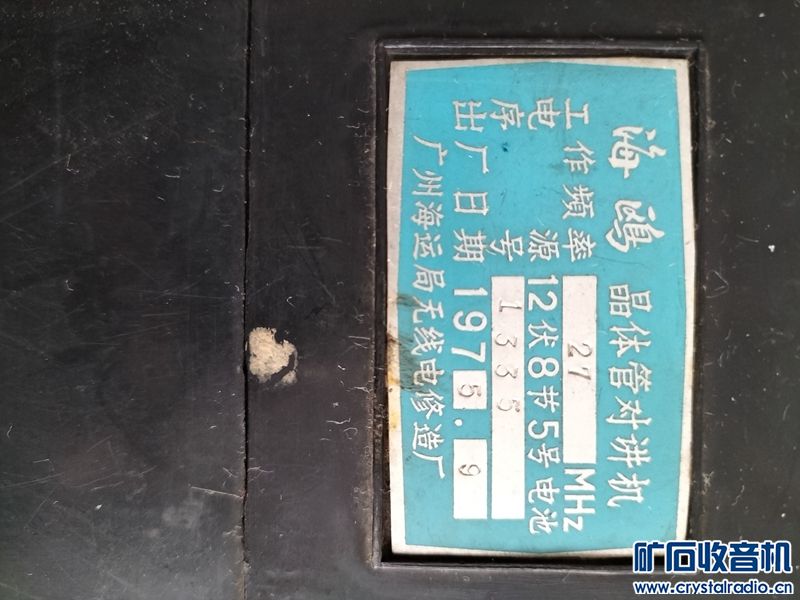 海鸥 晶体管对讲机
工作频率 27 MHz
电源 12伏8节5号电池
序号 1335
出厂日期 1975.9
广州海运局无线电修造厂
矿石收音机
www.crystalradio.cn